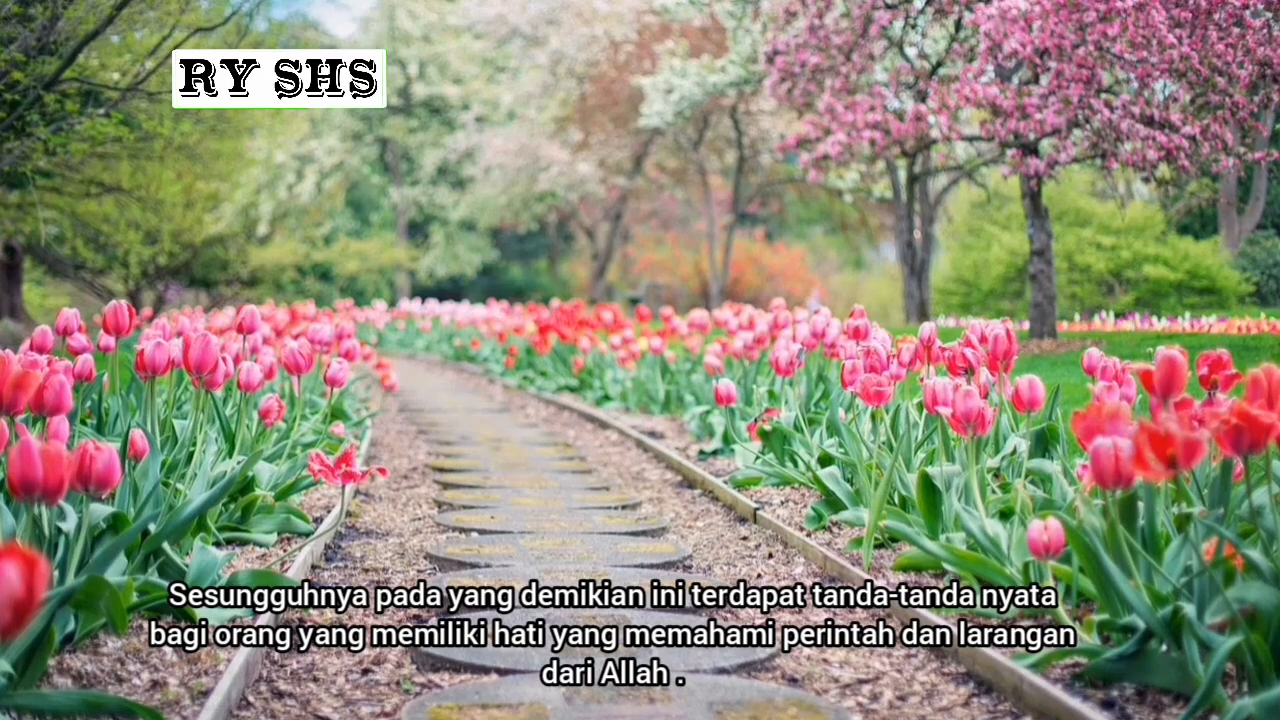 RY SHS
Sesungguhnya pada yang demikian ini terdapat tanda-tanda nyata
bagi orang yang memiliki hati yang memahami perintah dan larangan
dari Allah .